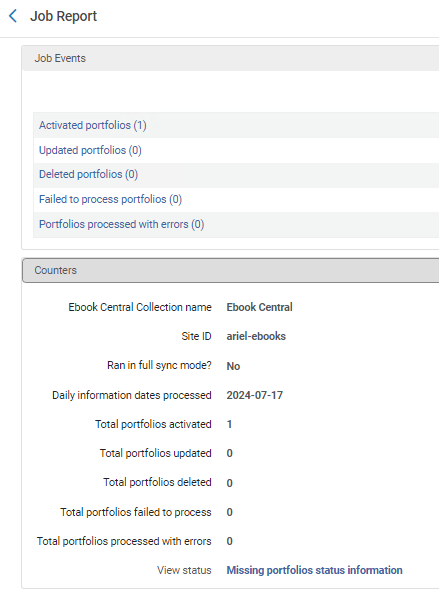 Job Report
Job Events
Activated portfolios (1)
Updated portfolios (0)
Deleted portfolios (0)
Failed to process portfolios (0)
Portfolios processed with errors (0)
Counters
Ebook Central Collection name Ebook Central
Site ID ariel-ebooks
Ran in full sync mode? No
Daily information dates processed 2024-07-17
Total portfolios activated 1
Total portfolios updated 0
Total portfolios deleted 0
Total portfolios failed to process 0
Total portfolios processed with errors 0
View status Missing portfolios status information